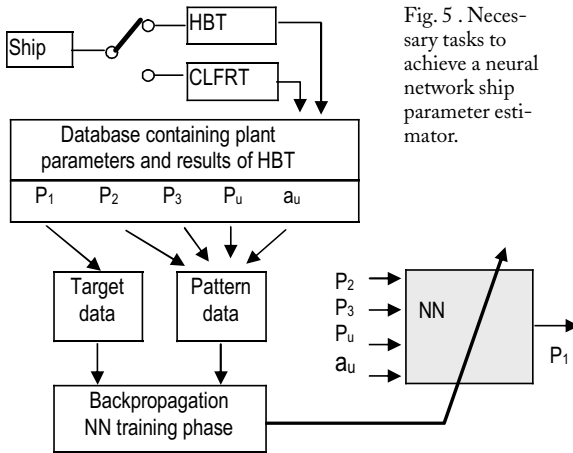 Ship
HBT
CLFRT
Fig. 5 . Neces-
sary tasks to
achieve a neural
network ship
parameter esti-
mator.
Database containing plant
parameters and results of HBT
P₁ P₂ P₃ Pᵤ aᵤ
Target
data
Pattern
data
Backpropagation
NN training phase
P₂
P₃
Pᵤ
aᵤ
NN
P₁